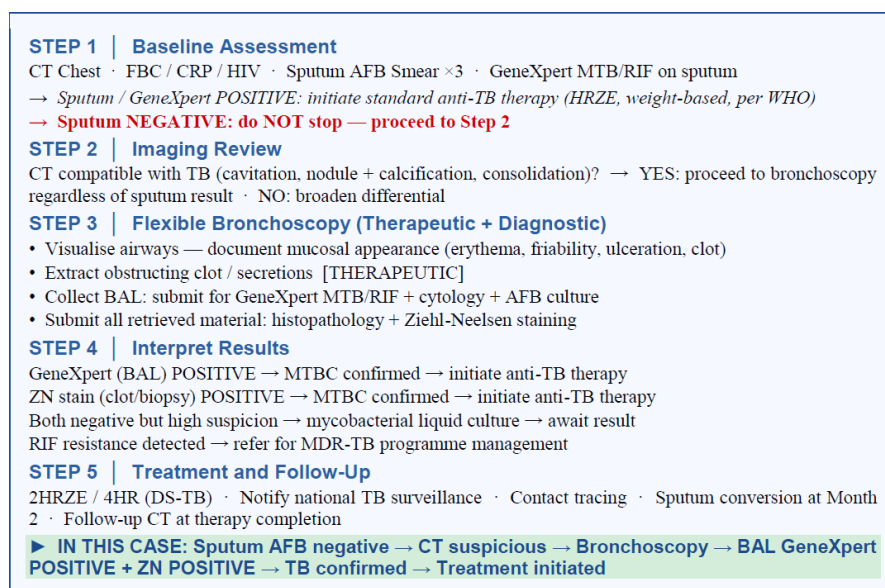 STEP 1 | Baseline Assessment
CT Chest · FBC / CRP / HIV · Sputum AFB Smear ×3 · GeneXpert MTB/RIF on sputum
→ Sputum / GeneXpert POSITIVE: initiate standard anti-TB therapy (HRZE, weight-based, per WHO)
→ Sputum NEGATIVE: do NOT stop — proceed to Step 2
STEP 2 | Imaging Review
CT compatible with TB (cavitation, nodule + calcification, consolidation)? → YES: proceed to bronchoscopy
regardless of sputum result · NO: broaden differential
STEP 3 | Flexible Bronchoscopy (Therapeutic + Diagnostic)
• Visualise airways — document mucosal appearance (erythema, friability, ulceration, clot)
• Extract obstructing clot / secretions [THERAPEUTIC]
• Collect BAL: submit for GeneXpert MTB/RIF + cytology + AFB culture
• Submit all retrieved material: histopathology + Ziehl-Neelsen staining
STEP 4 | Interpret Results
GeneXpert (BAL) POSITIVE → MTBC confirmed → initiate anti-TB therapy
ZN stain (clot/biopsy) POSITIVE → MTBC confirmed → initiate anti-TB therapy
Both negative but high suspicion → mycobacterial liquid culture → await result
RIF resistance detected → refer for MDR-TB programme management
STEP 5 | Treatment and Follow-Up
2HRZE / 4HR (DS-TB) · Notify national TB surveillance · Contact tracing · Sputum conversion at Month
2 · Follow-up CT at therapy completion
► IN THIS CASE: Sputum AFB negative → CT suspicious → Bronchoscopy → BAL GeneXpert
POSITIVE + ZN POSITIVE → TB confirmed → Treatment initiated